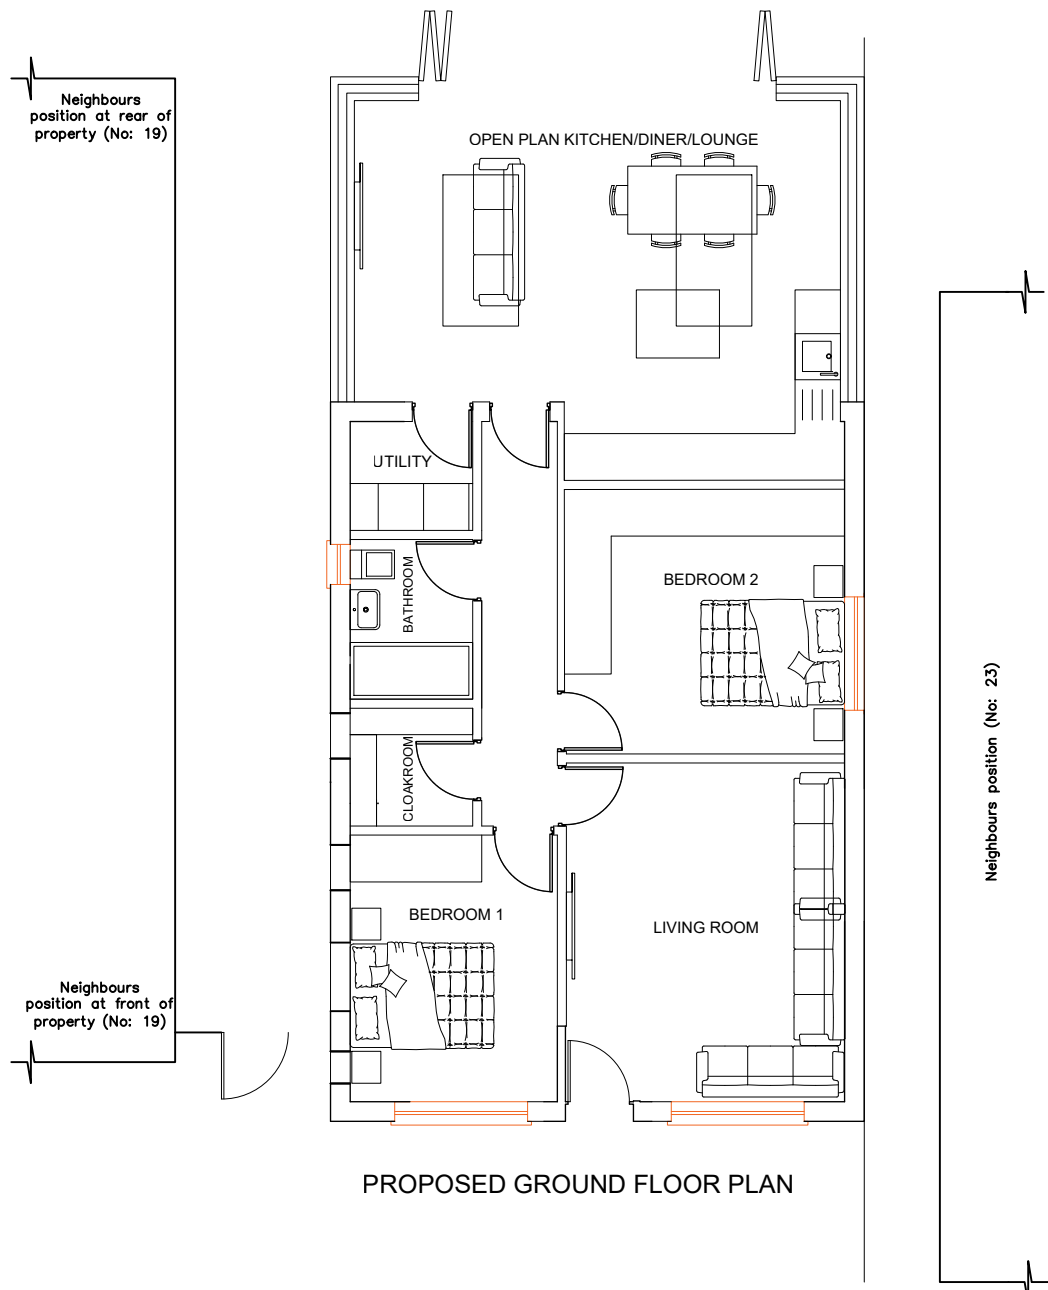 Neighbours
position at rear of
property (No: 19)
OPEN PLAN KITCHEN/DINER/LOUNGE
UTILITY
BATHROOM
BEDROOM 2
CLOAKROOM
Neighbours position (No: 23)
BEDROOM 1
LIVING ROOM
Neighbours
position at front of
property (No: 19)
PROPOSED GROUND FLOOR PLAN